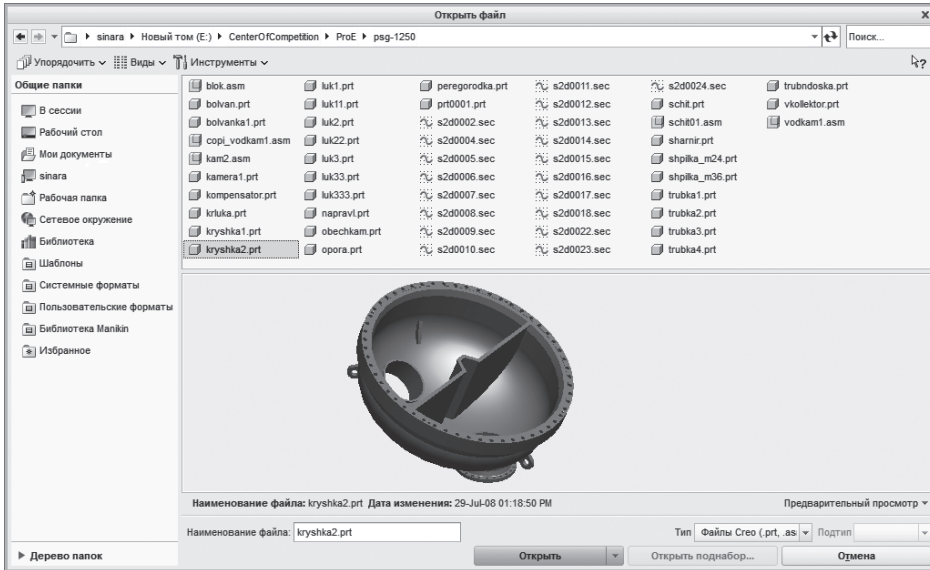 Открыть файл
sinara Новый том (E:) CenterOfCompetition ProE psg-1250 Поиск...
Упорядочить Виды Инструменты
Общие папки
В сессии
Рабочий стол
Мои документы
sinara
Рабочая папка
Сетевое окружение
Библиотека
Шаблоны
Системные форматы
Пользовательские форматы
Библиотека Manikin
Избранное
Дерево папок
blok.asm luk1.prt peregorodka.prt s2d0011.sec s2d0024.sec trubndoska.prt
bolvan.prt luk11.prt prt0001.prt s2d0012.sec schit.prt vkollektor.prt
bolvanka1.prt luk2.prt s2d0002.sec s2d0013.sec schit01.asm vodkam1.asm
copi_vodkam1.asm luk22.prt s2d0004.sec s2d0014.sec sharnir.prt
kam2.asm luk3.prt s2d0005.sec s2d0015.sec shpilka_m24.prt
kamera1.prt luk33.prt s2d0006.sec s2d0016.sec shpilka_m36.prt
kompensator.prt luk333.prt s2d0007.sec s2d0017.sec trubka1.prt
krluka.prt napravl.prt s2d0008.sec s2d0018.sec trubka2.prt
kryshka1.prt obechkam.prt s2d0009.sec s2d0022.sec trubka3.prt
kryshka2.prt opora.prt s2d0010.sec s2d0023.sec trubka4.prt
Наименование файла: kryshka2.prt Дата изменения: 29-Jul-08 01:18:50 PM Предварительный просмотр
Наименование файла: kryshka2.prt Тип Файлы Creo (.prt, .as Подтип
Открыть Открыть поднабор... Отмена